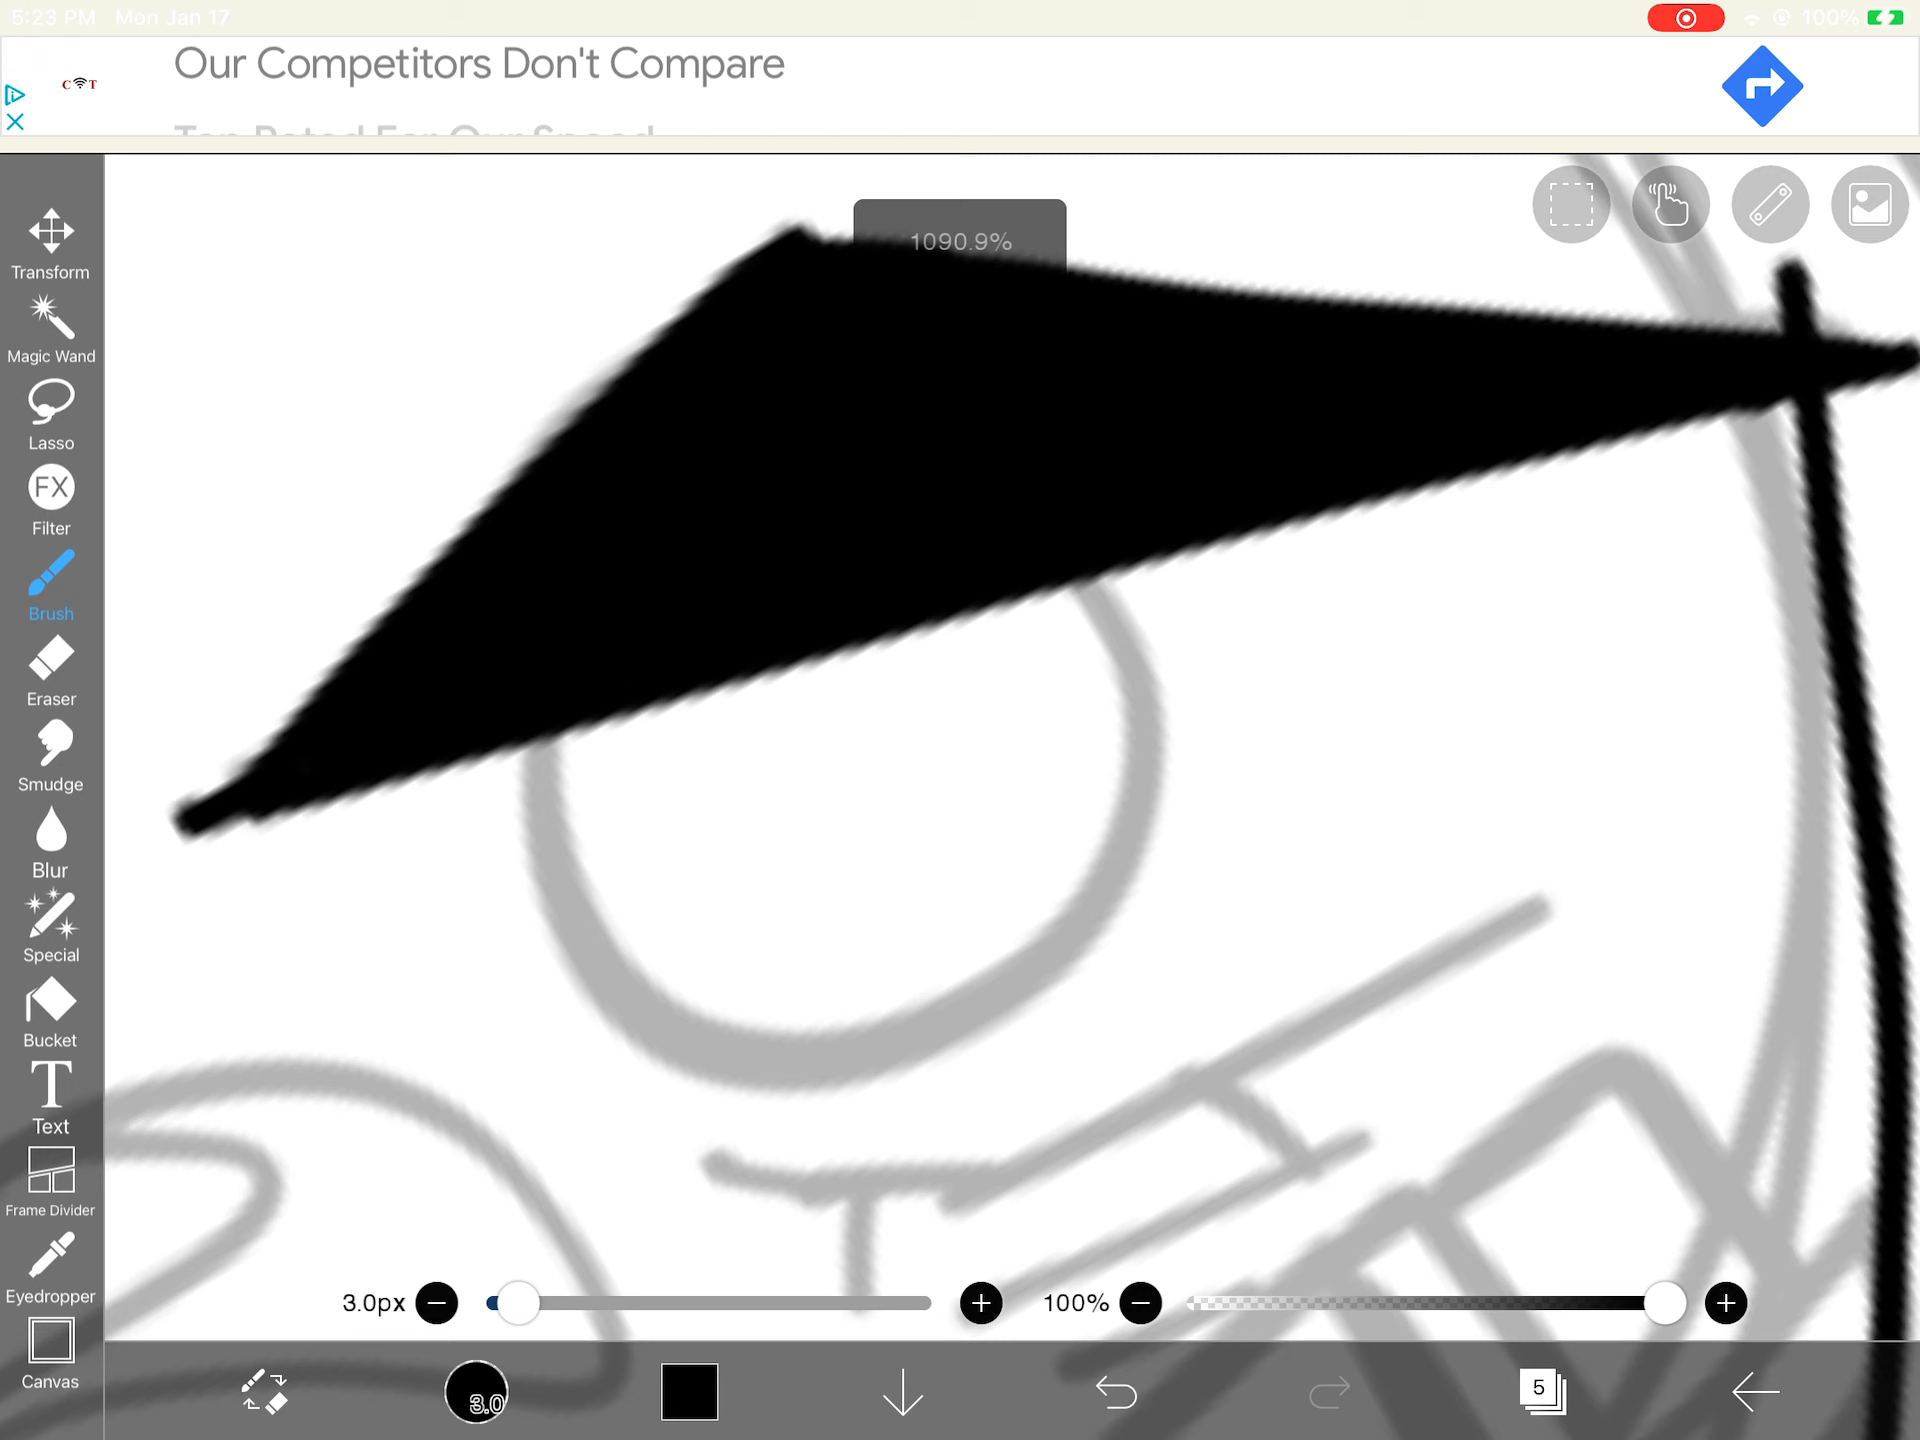 5:23 PM Mon Jan 17
100%
Our Competitors Don't Compare
C T
Top Rated For Our Speed
1090.9%
Transform
Magic Wand
Lasso
FX
Filter
Brush
Eraser
Smudge
Blur
Special
Bucket
T
Text
Frame Divider
Eyedropper
Canvas
3.0px
100%
3.0
5